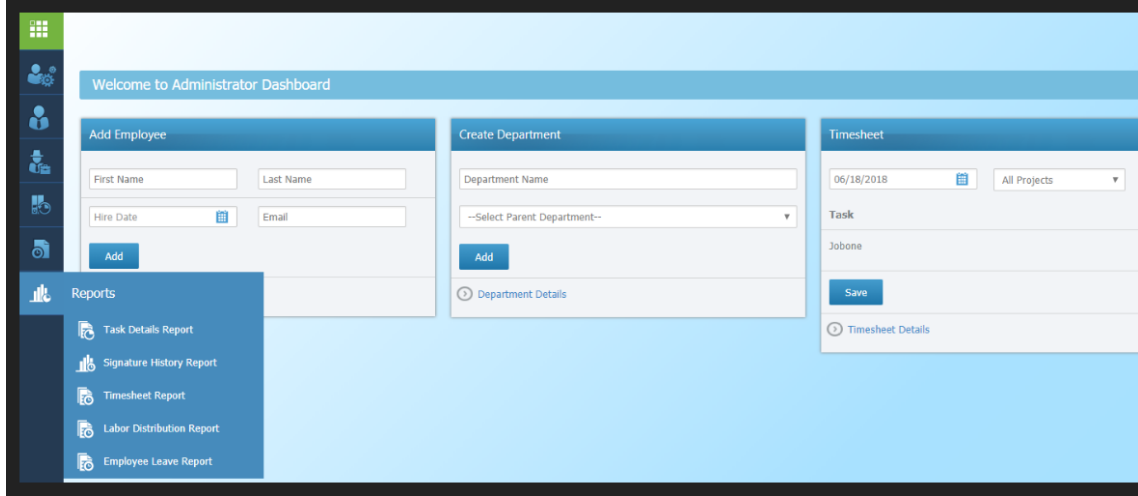 Welcome to Administrator Dashboard
Add Employee
First Name
Last Name
Hire Date
Email
Add
Create Department
Department Name
--Select Parent Department--
Add
Department Details
Timesheet
06/18/2018
All Projects
Task
Jobone
Save
Timesheet Details
Reports
Task Details Report
Signature History Report
Timesheet Report
Labor Distribution Report
Employee Leave Report